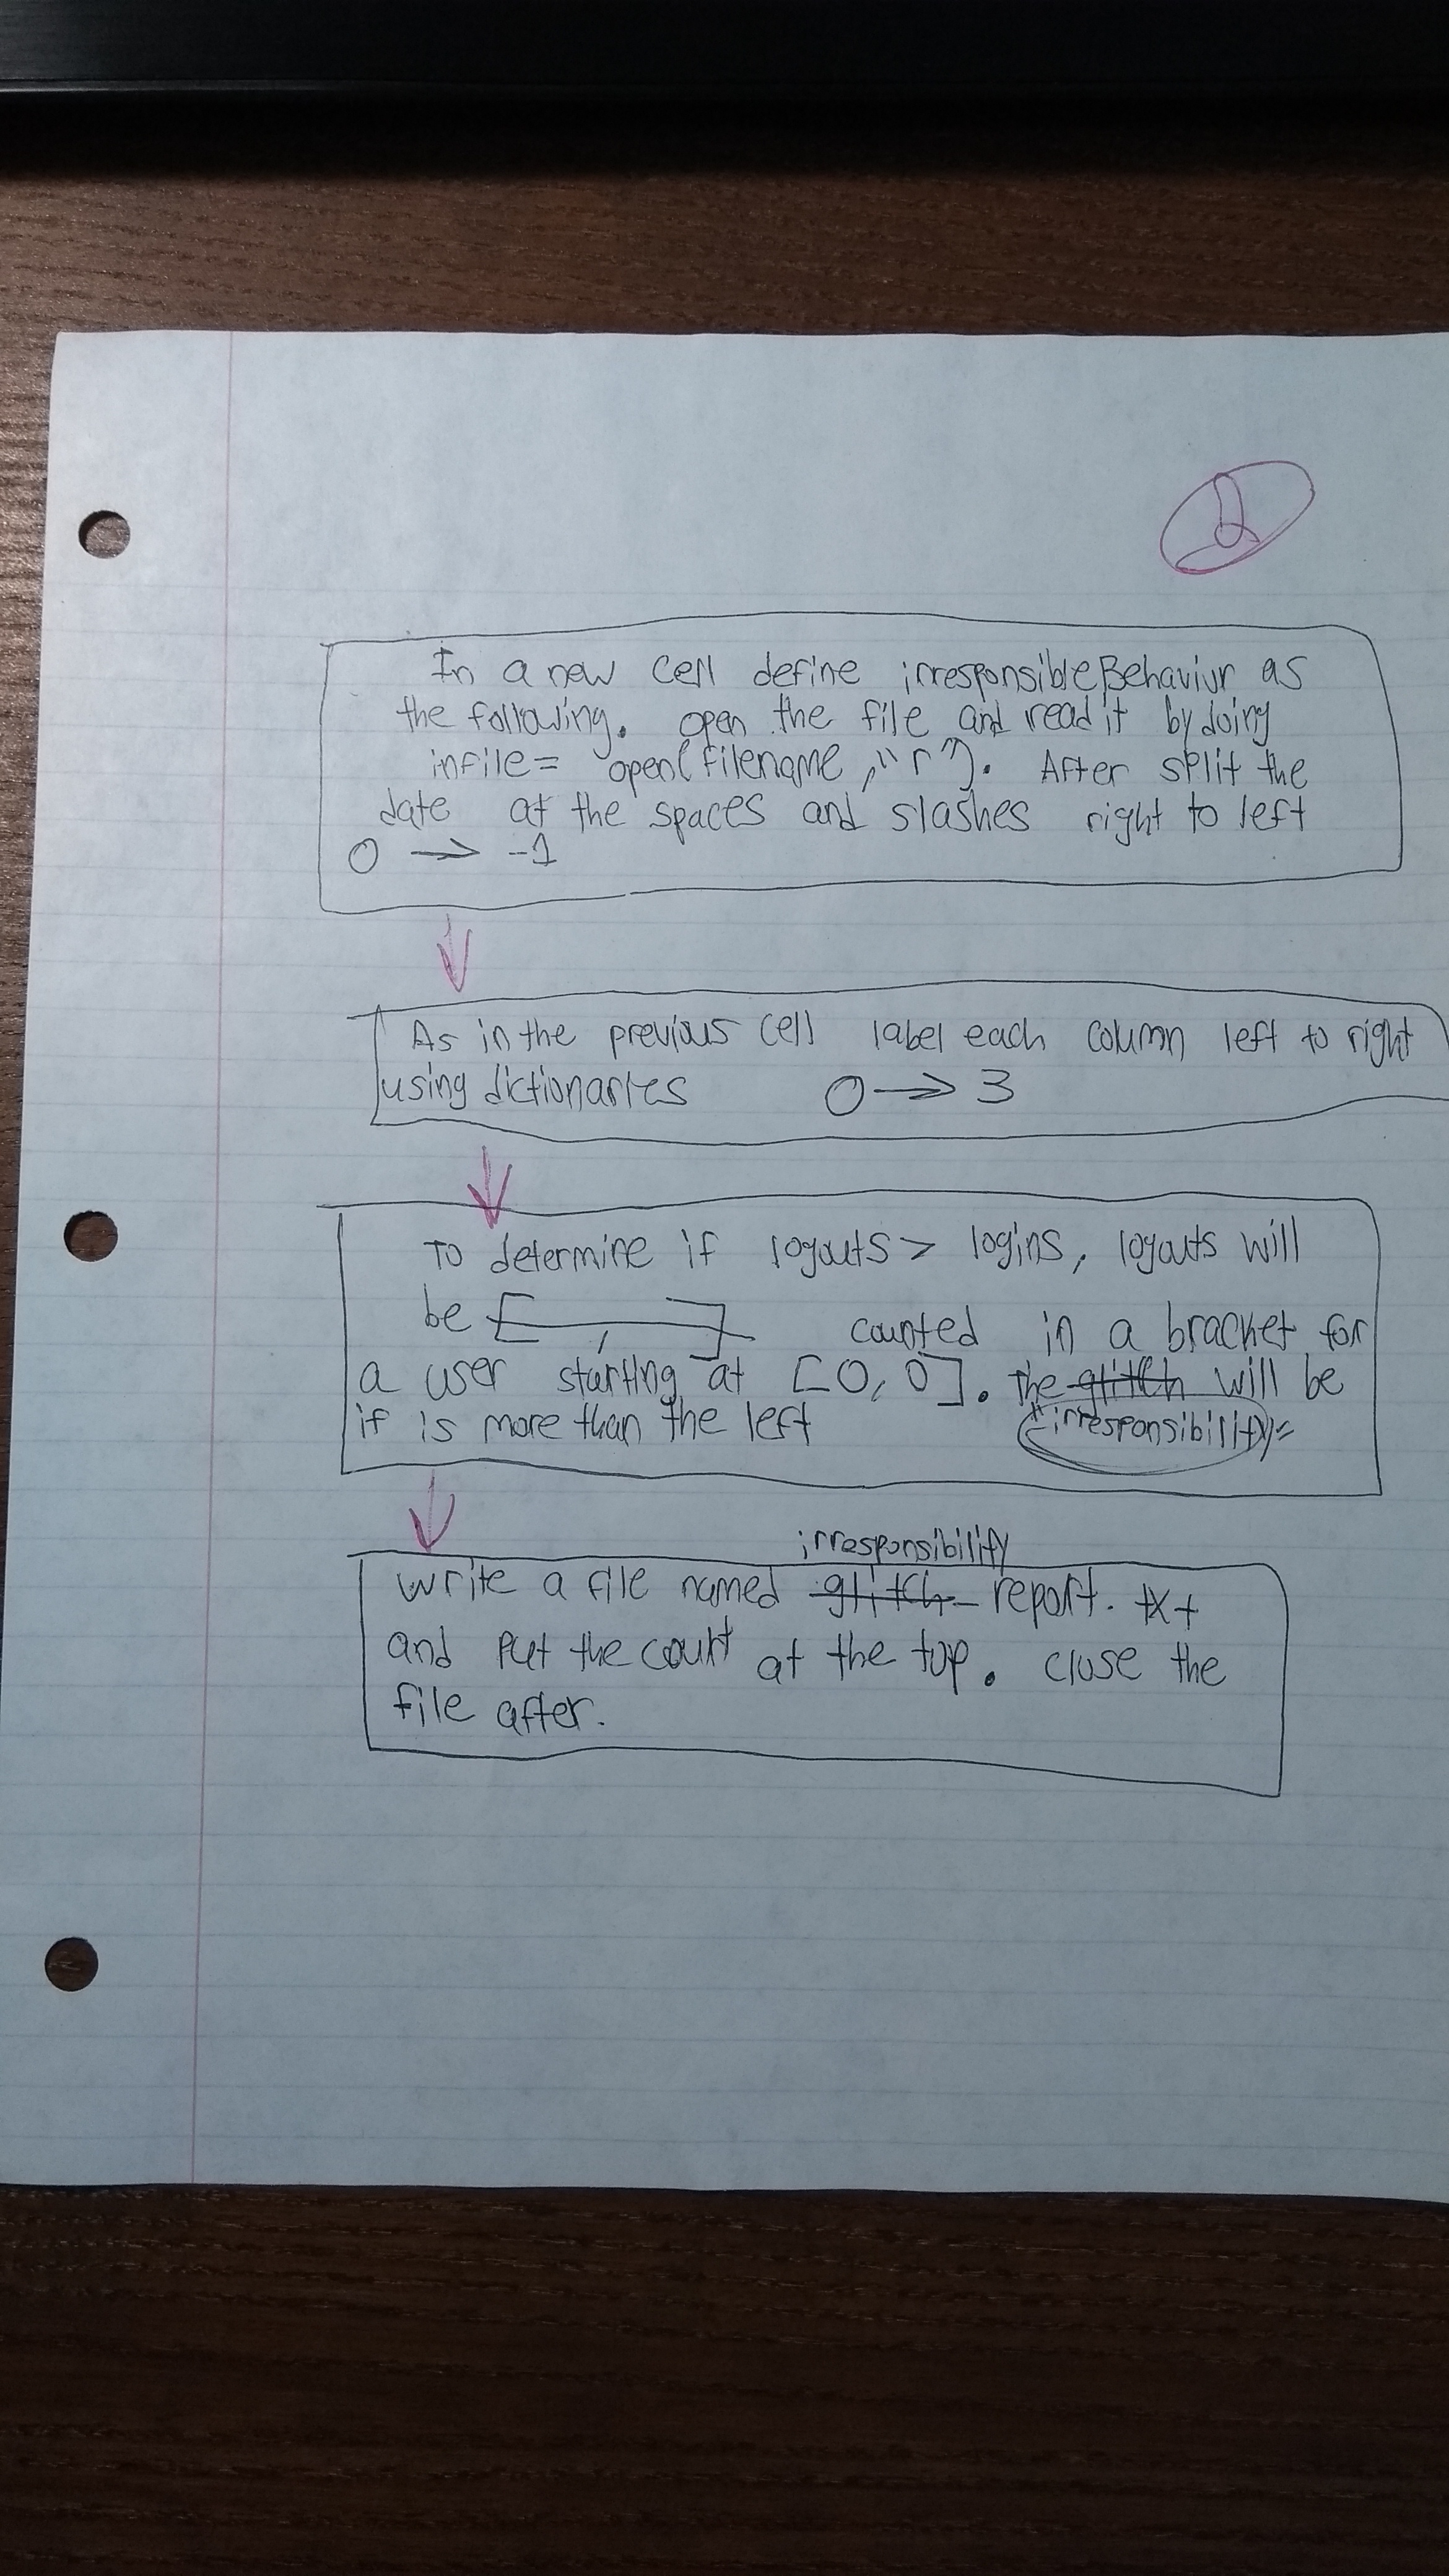 2
In a new cell define irresponsibleBehaviur as
the following. open the file and read it by doing
infile= open(filename,"r"). After split the
date at the spaces and slashes right to left
0 → -1
As in the previous cell label each column left to right
using dictionaries 0 → 3
To determine if logouts > logins, logouts will
be counted in a bracket for
a user starting at [0,0]. The glitch will be
if is more than the left irresponsibility
irresponsibility
write a file named glitch report.txt
and put the count at the top. close the
file after.